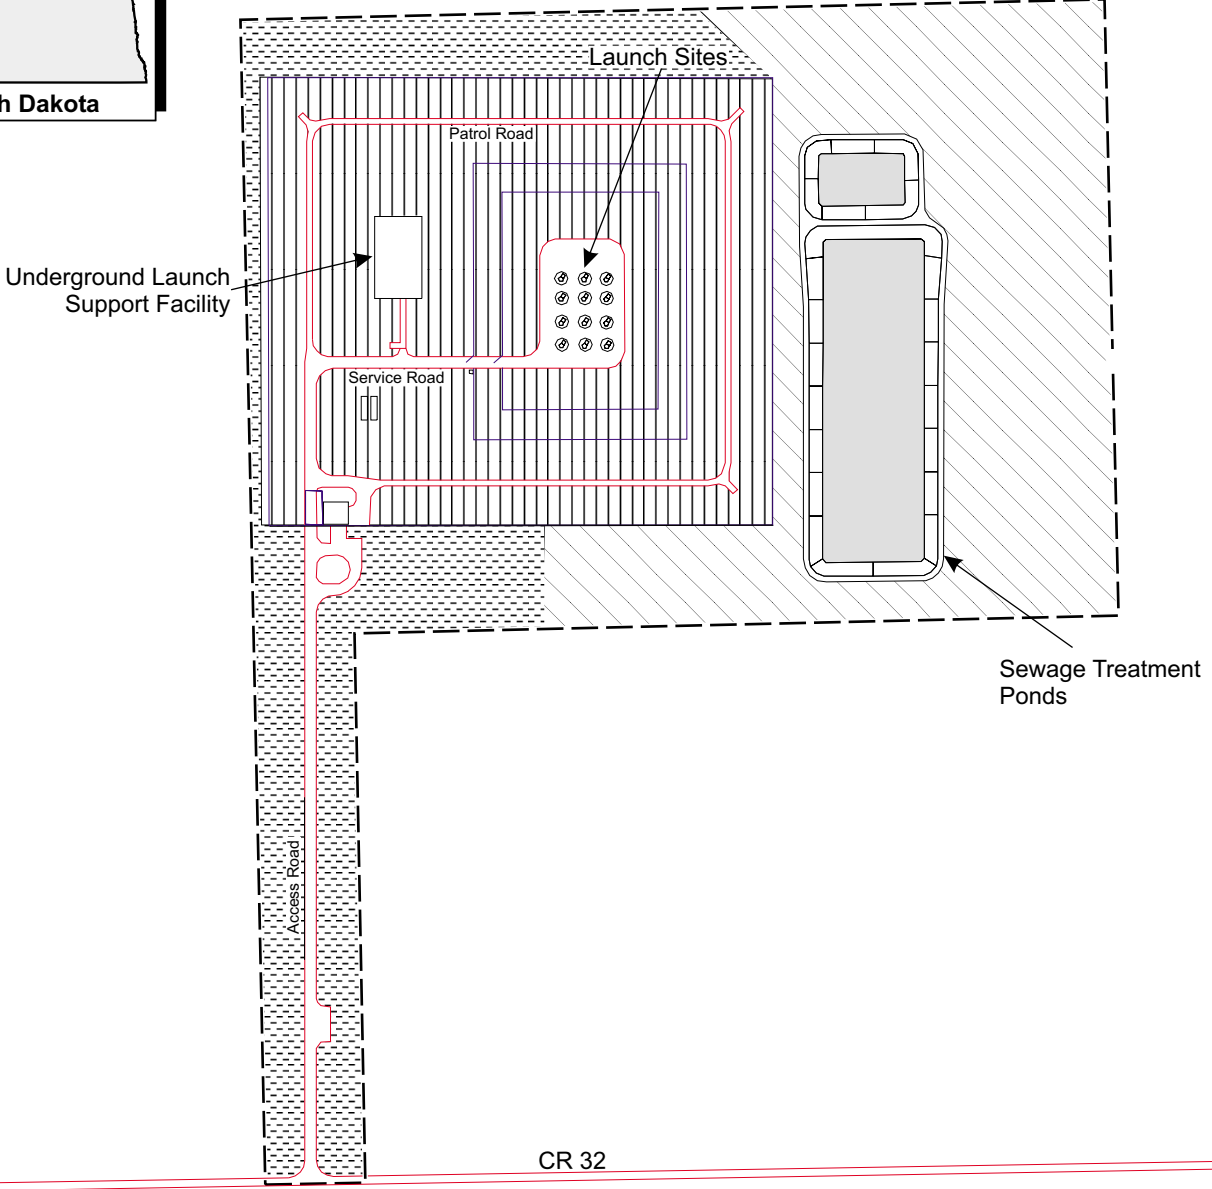 h Dakota
Launch Sites
Patrol Road
Underground Launch
Support Facility
Service Road
Sewage Treatment
Ponds
Access Road
CR 32